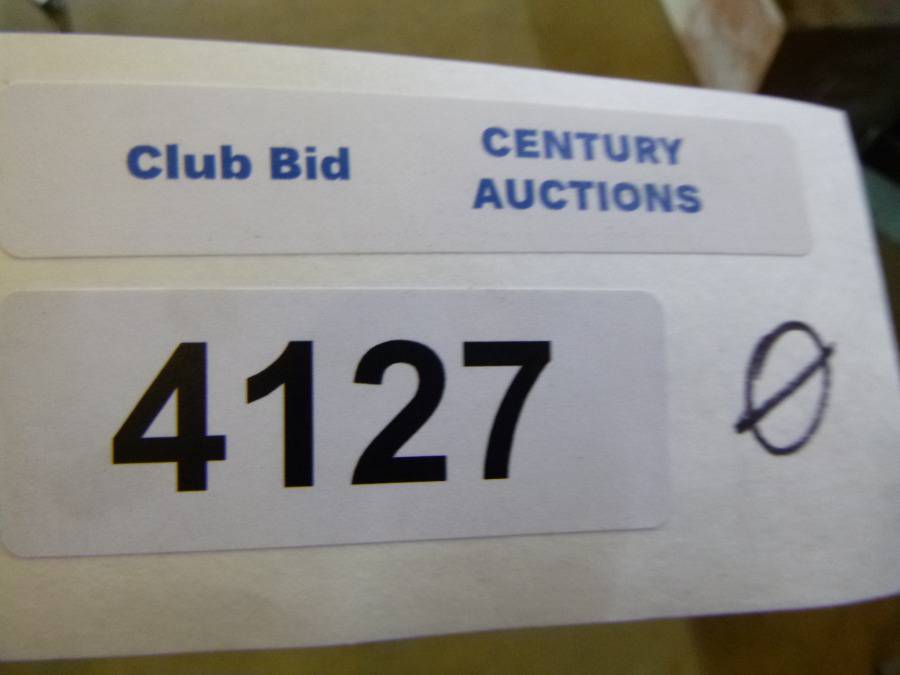 Club Bid
CENTURY
AUCTIONS
4127
Ø